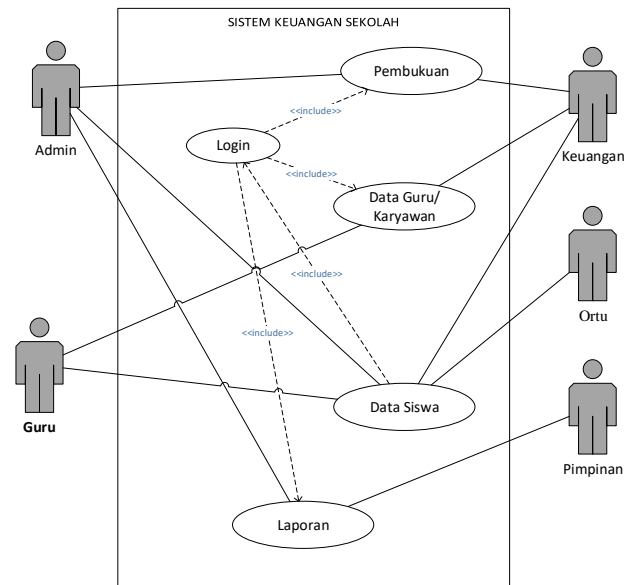 SISTEM KEUANGAN SEKOLAH
Pembukuan
<<include>>
Admin
Login
Keuangan
<<include>>
Data Guru/
Karyawan
<<include>>
Ortu
<<include>>
Guru
Data Siswa
Pimpinan
Laporan